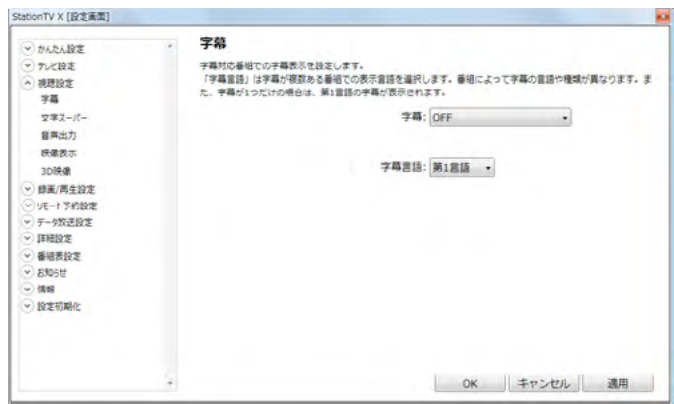 StationTV X [設定画面]
かんたん設定
テレビ設定
視聴設定
字幕
文字スーパー
音声出力
映像表示
3D映像
録画/再生設定
リモート予約設定
データ放送設定
詳細設定
番組表設定
お知らせ
情報
設定初期化
字幕
字幕対応番組での字幕表示を設定します。
「字幕言語」は字幕が複数ある番組での表示言語を選択します。番組によって字幕の言語や種類が異なります。ま
た、字幕が1つだけの場合は、第1言語の字幕が表示されます。
字幕: OFF
字幕言語: 第1言語
OK キャンセル 適用